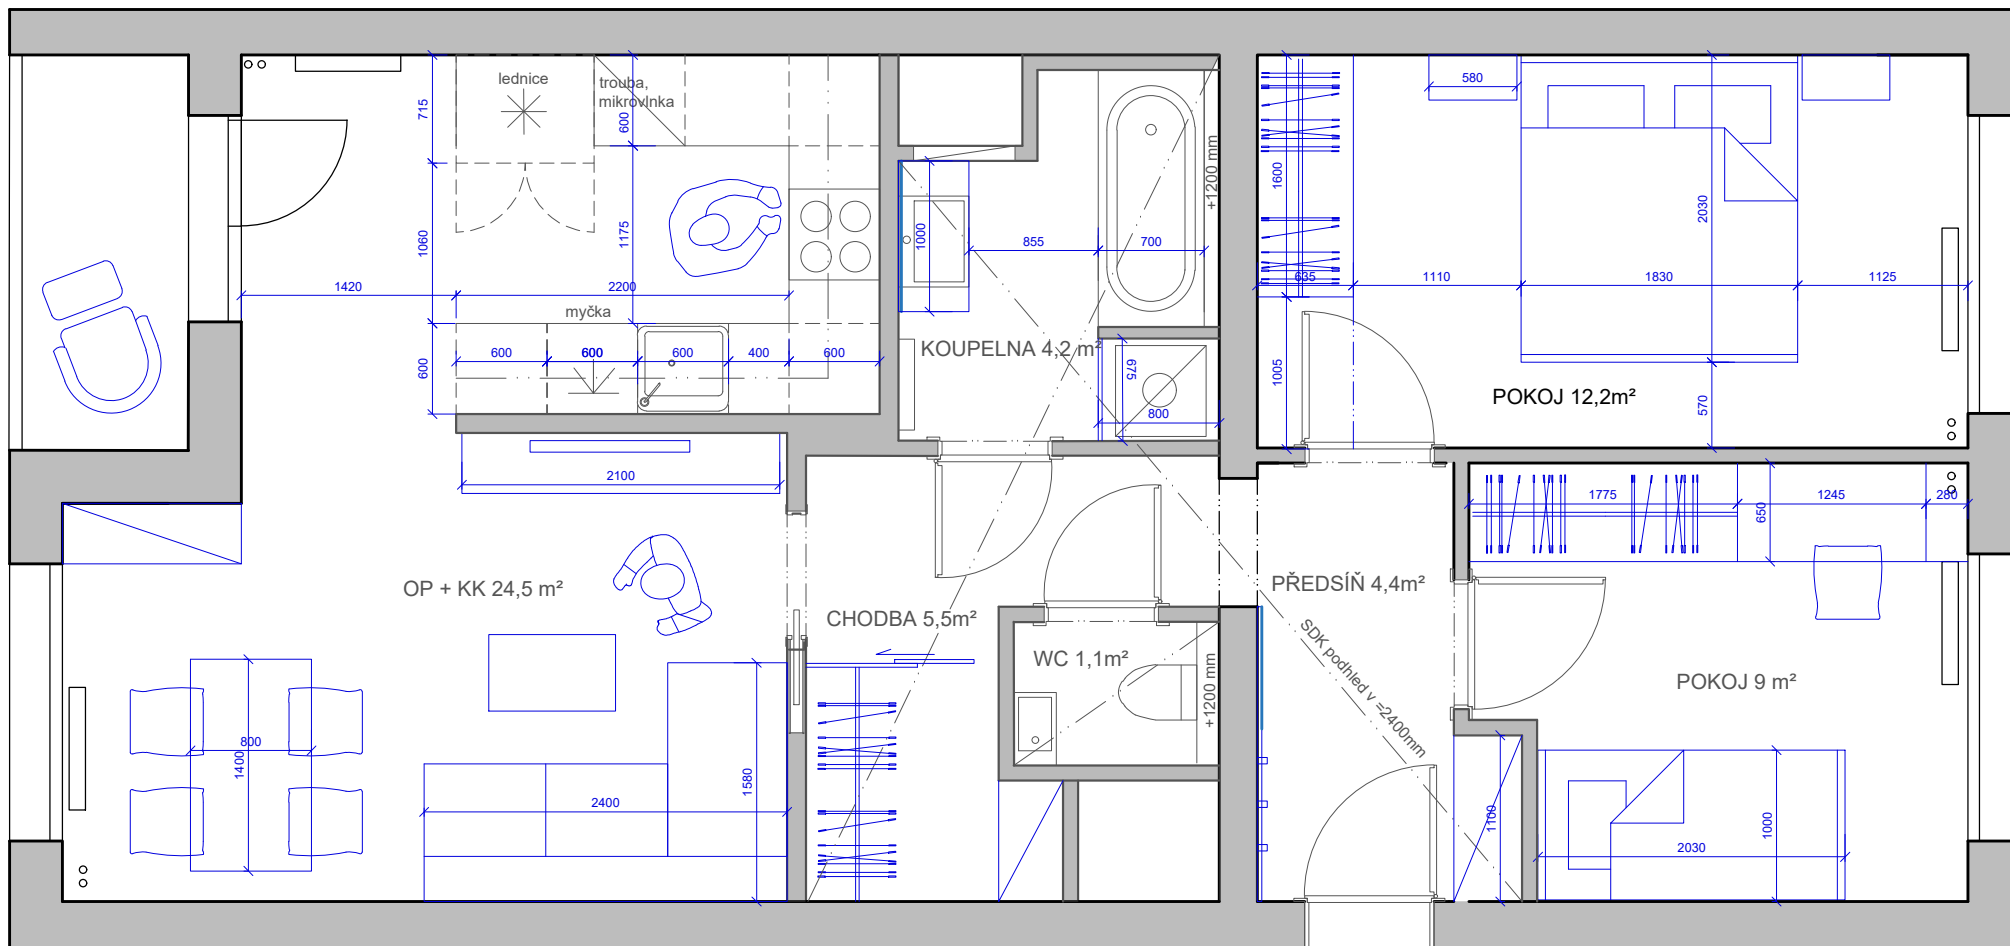 lednice
trouba,
mikrovlnka
715
600
580
+1200 mm
1600
2030
1060
1175
1000
855
700
1420
2200
635
1110
1830
1125
myčka
600
600
600
600
400
600
KOUPELNA 4,2 m²
675
800
1005
POKOJ 12,2m²
570
2100
1775
1245
280
650
OP + KK 24,5 m²
CHODBA 5,5m²
PŘEDSÍŇ 4,4m²
WC 1,1m²
+1200 mm
SDK podhled v =2400mm
POKOJ 9 m²
800
1400
2400
1580
1100
2030
1000